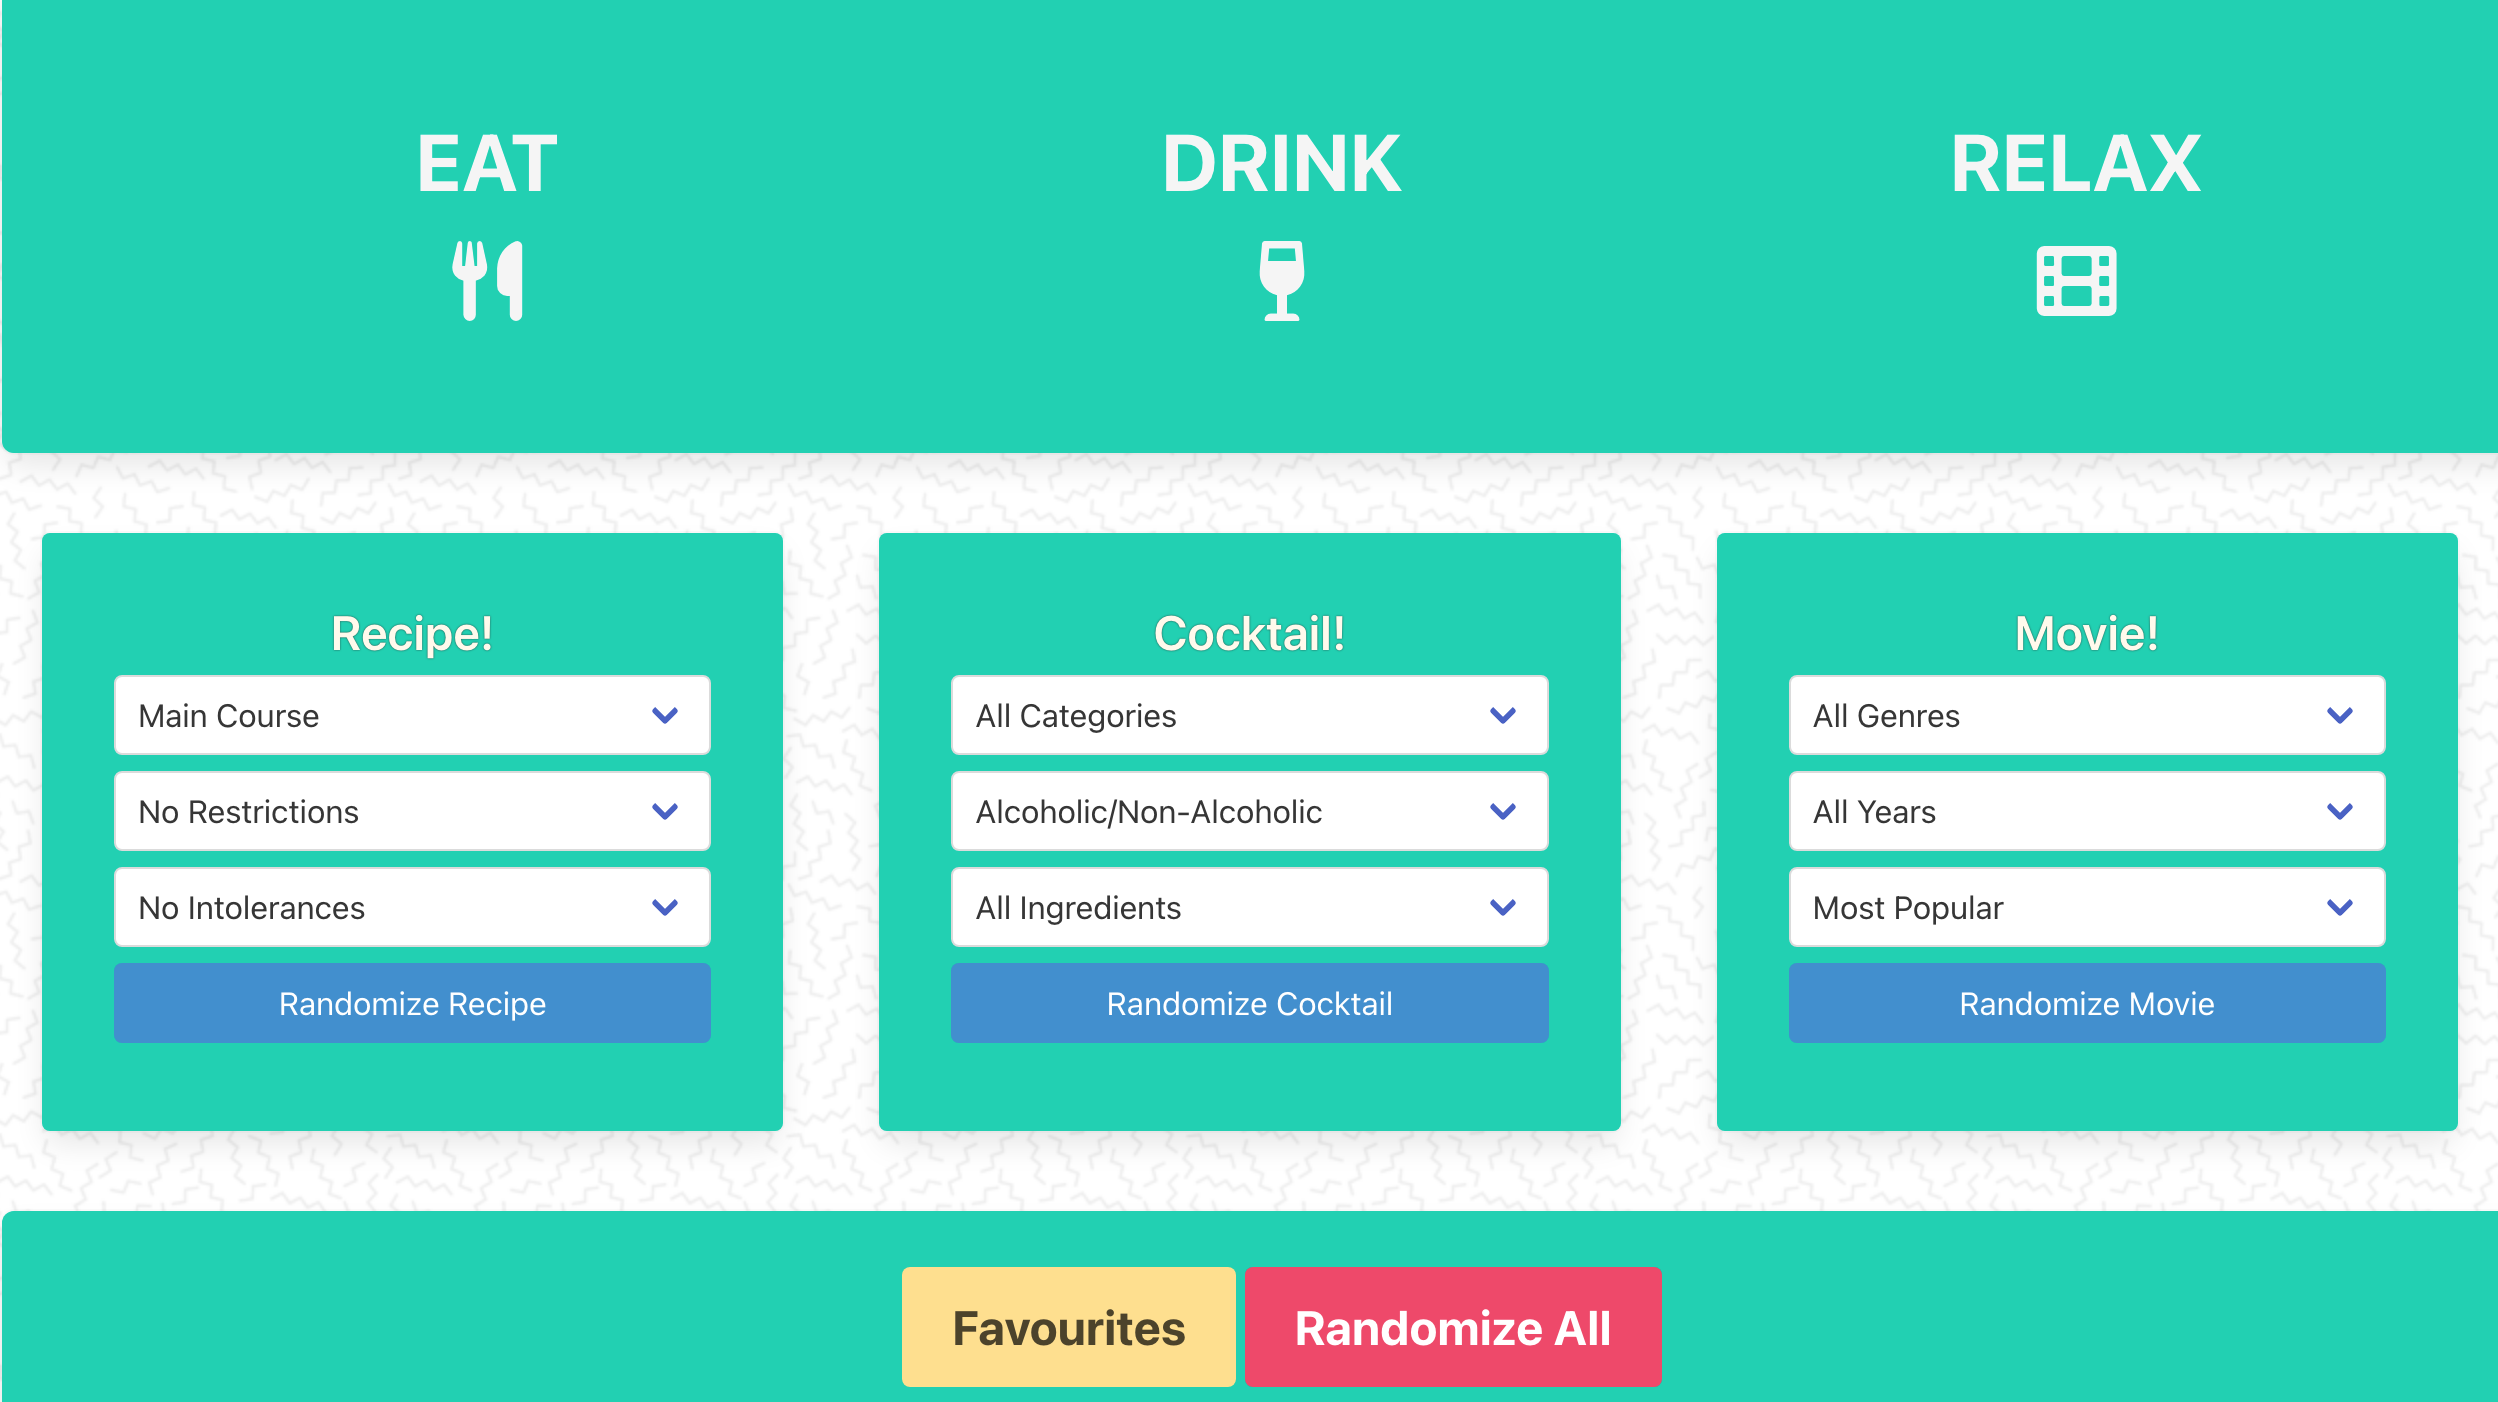 EAT
DRINK
RELAX
Recipe!
Main Course
No Restrictions
No Intolerances
Randomize Recipe
Cocktail!
All Categories
Alcoholic/Non-Alcoholic
All Ingredients
Randomize Cocktail
Movie!
All Genres
All Years
Most Popular
Randomize Movie
Favourites
Randomize All